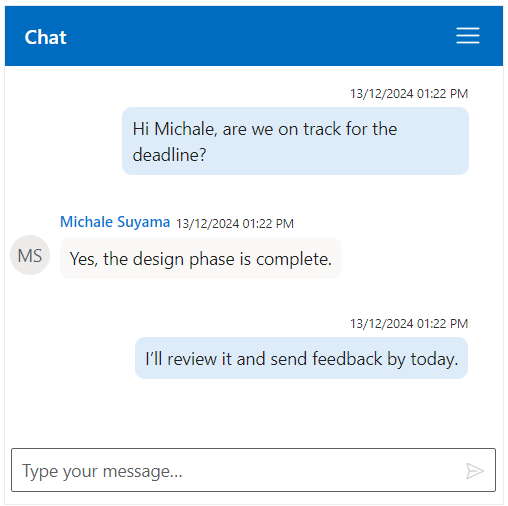 Chat
13/12/2024 01:22 PM
Hi Michale, are we on track for the
deadline?
Michale Suyama 13/12/2024 01:22 PM
MS
Yes, the design phase is complete.
13/12/2024 01:22 PM
I’ll review it and send feedback by today.
Type your message...